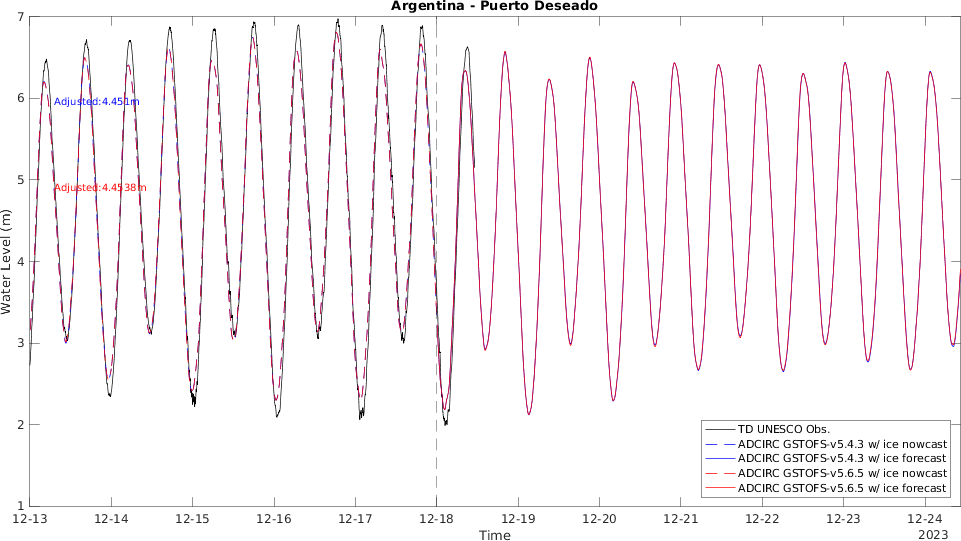 Argentina - Puerto Deseado
7
6
5
4
3
2
1
Water Level (m)
Adjusted:4.451m
Adjusted:4.4538m
TD UNESCO Obs.
ADCIRC GSTOFS-v5.4.3 w/ ice nowcast
ADCIRC GSTOFS-v5.4.3 w/ ice forecast
ADCIRC GSTOFS-v5.6.5 w/ ice nowcast
ADCIRC GSTOFS-v5.6.5 w/ ice forecast
12-13 12-14 12-15 12-16 12-17 12-18 12-19 12-20 12-21 12-22 12-23 12-24
Time 2023